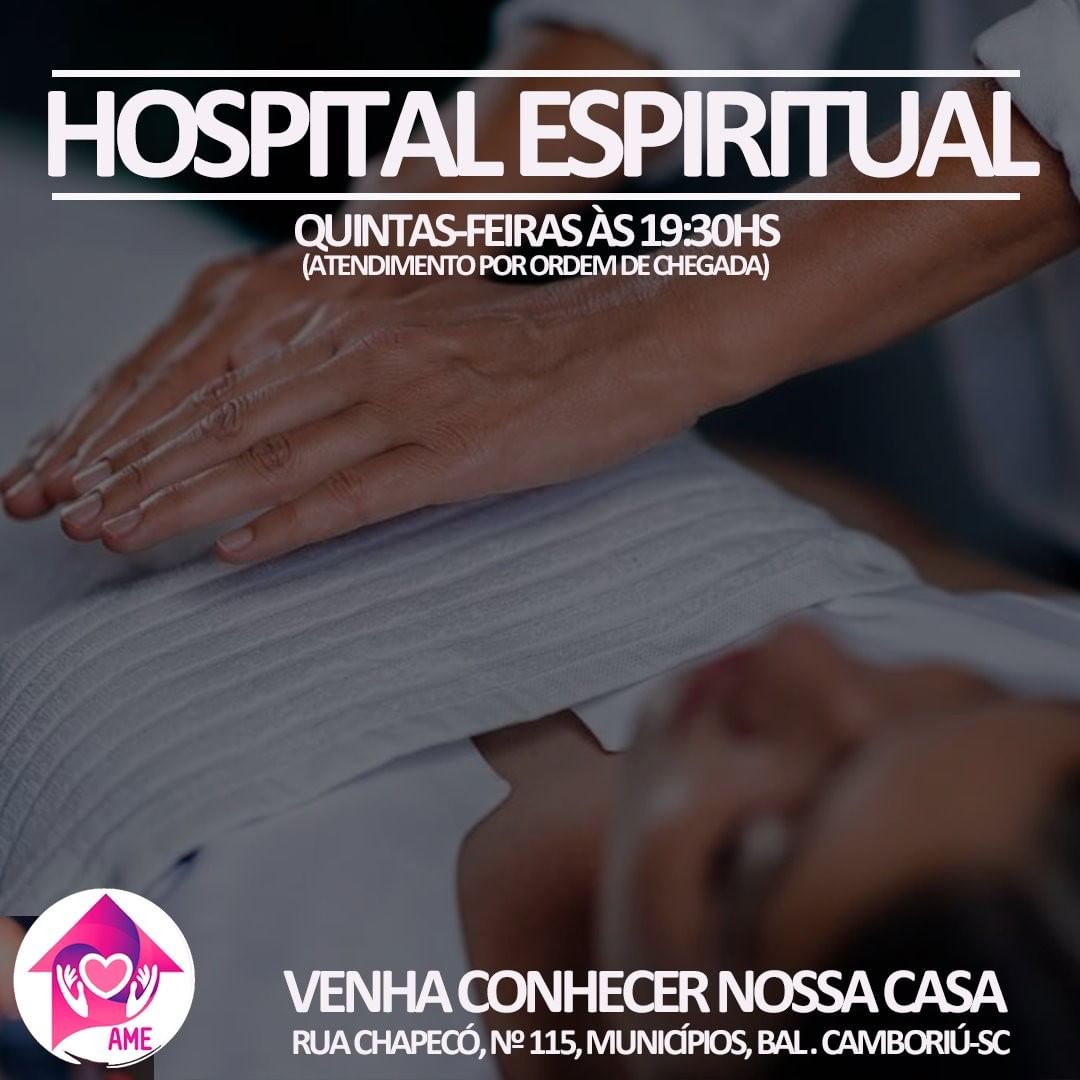 HOSPITAL ESPIRITUAL
QUINTAS-FEIRAS ÀS 19:30HS
(ATENDIMENTO POR ORDEM DE CHEGADA)
AME
VENHA CONHECER NOSSA CASA
RUA CHAPECÓ, Nº 115, MUNICÍPIOS, BAL. CAMBORIÚ-SC